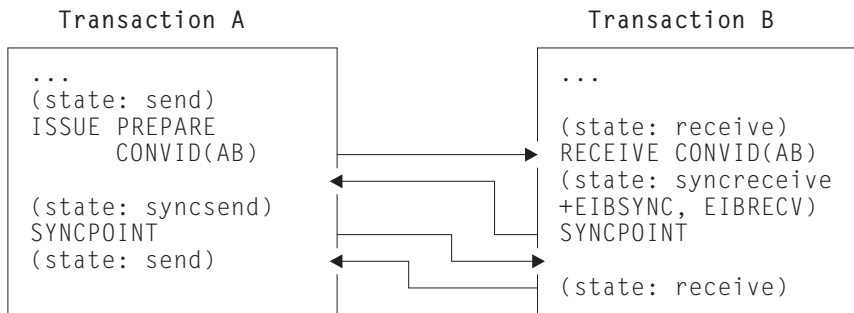 Transaction A
...
(state: send)
ISSUE PREPARE
CONVID(AB)
(state: syncsend)
SYNCPOINT
(state: send)
Transaction B
...
(state: receive)
RECEIVE CONVID(AB)
(state: syncreceive
+EIBSYNC, EIBRECV)
SYNCPOINT
(state: receive)